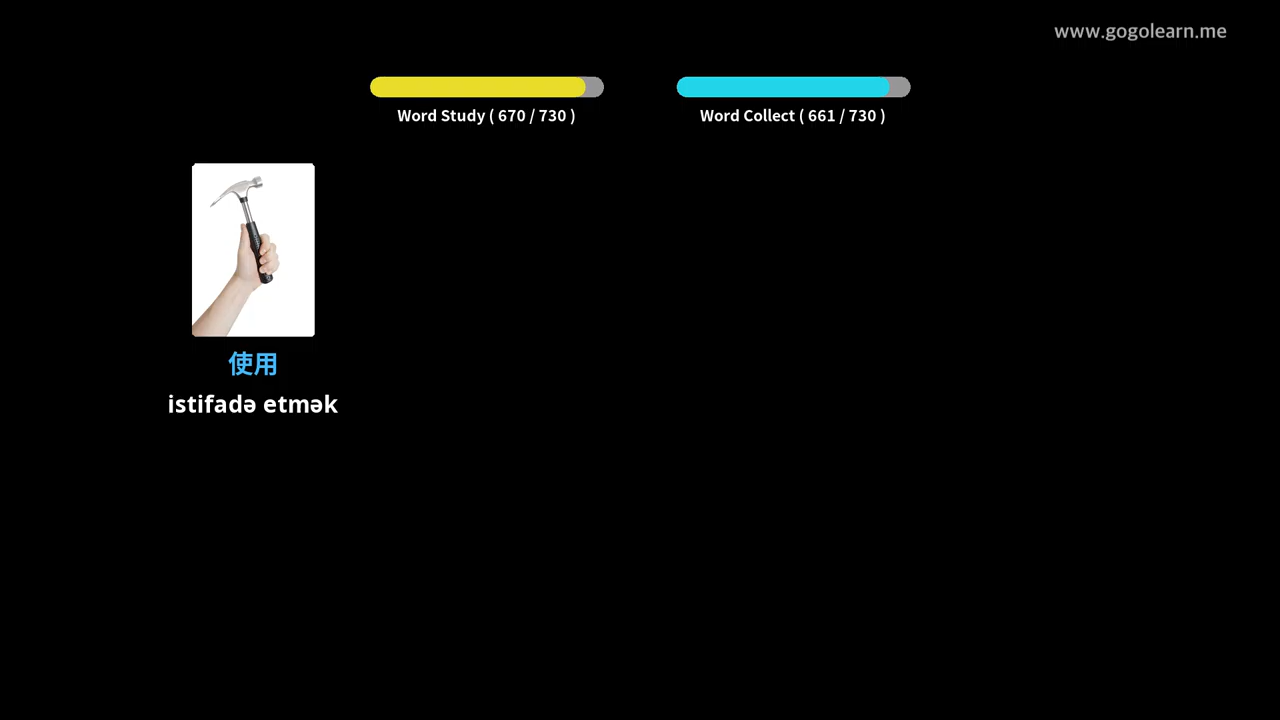 www.gogolearn.me
Word Study ( 670 / 730 )
Word Collect ( 661 / 730 )
使用
istifadə etmək